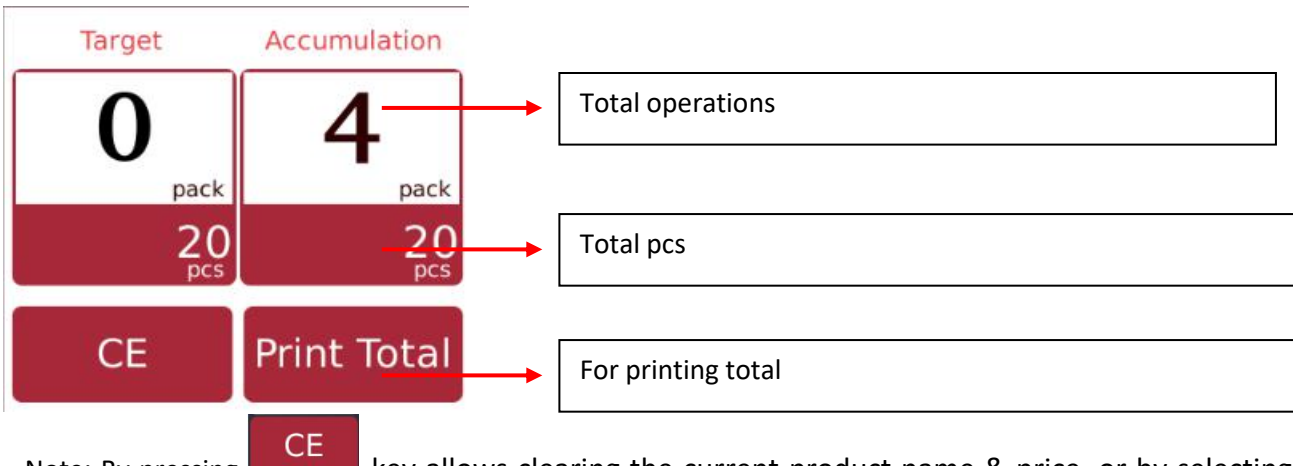 Target Accumulation
0 4 Total operations
pack pack
20 20 Total pcs
pcs pcs
CE Print Total For printing total
CE
Note: By pressing key allows clearing the current product name & price, or by selecting